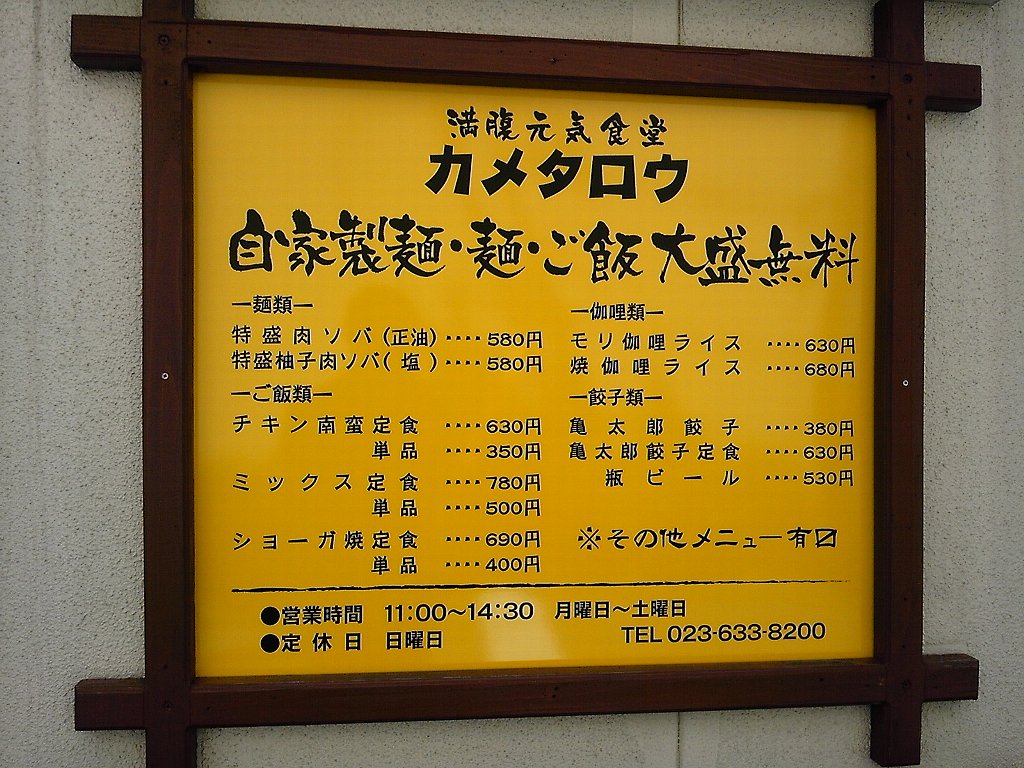 満腹元気食堂
カメタロウ
自家製麺・麺・ご飯大盛無料
ー麺類ー
特盛肉ソバ(正油)‥‥580円
特盛柚子肉ソバ(塩)‥‥580円
ーご飯類ー
チキン南蛮定食‥‥630円
単品‥‥350円
ミックス定食‥‥780円
単品‥‥500円
ショーガ焼定食‥‥690円
単品‥‥400円
ー伽哩類ー
モリ伽哩ライス‥‥630円
焼伽哩ライス‥‥680円
ー餃子類ー
亀太郎餃子‥‥380円
亀太郎餃子定食‥‥630円
瓶ビール‥‥530円
※その他メニュー有〼
●営業時間 11:00〜14:30 月曜日〜土曜日
●定休日 日曜日
TEL 023-633-8200